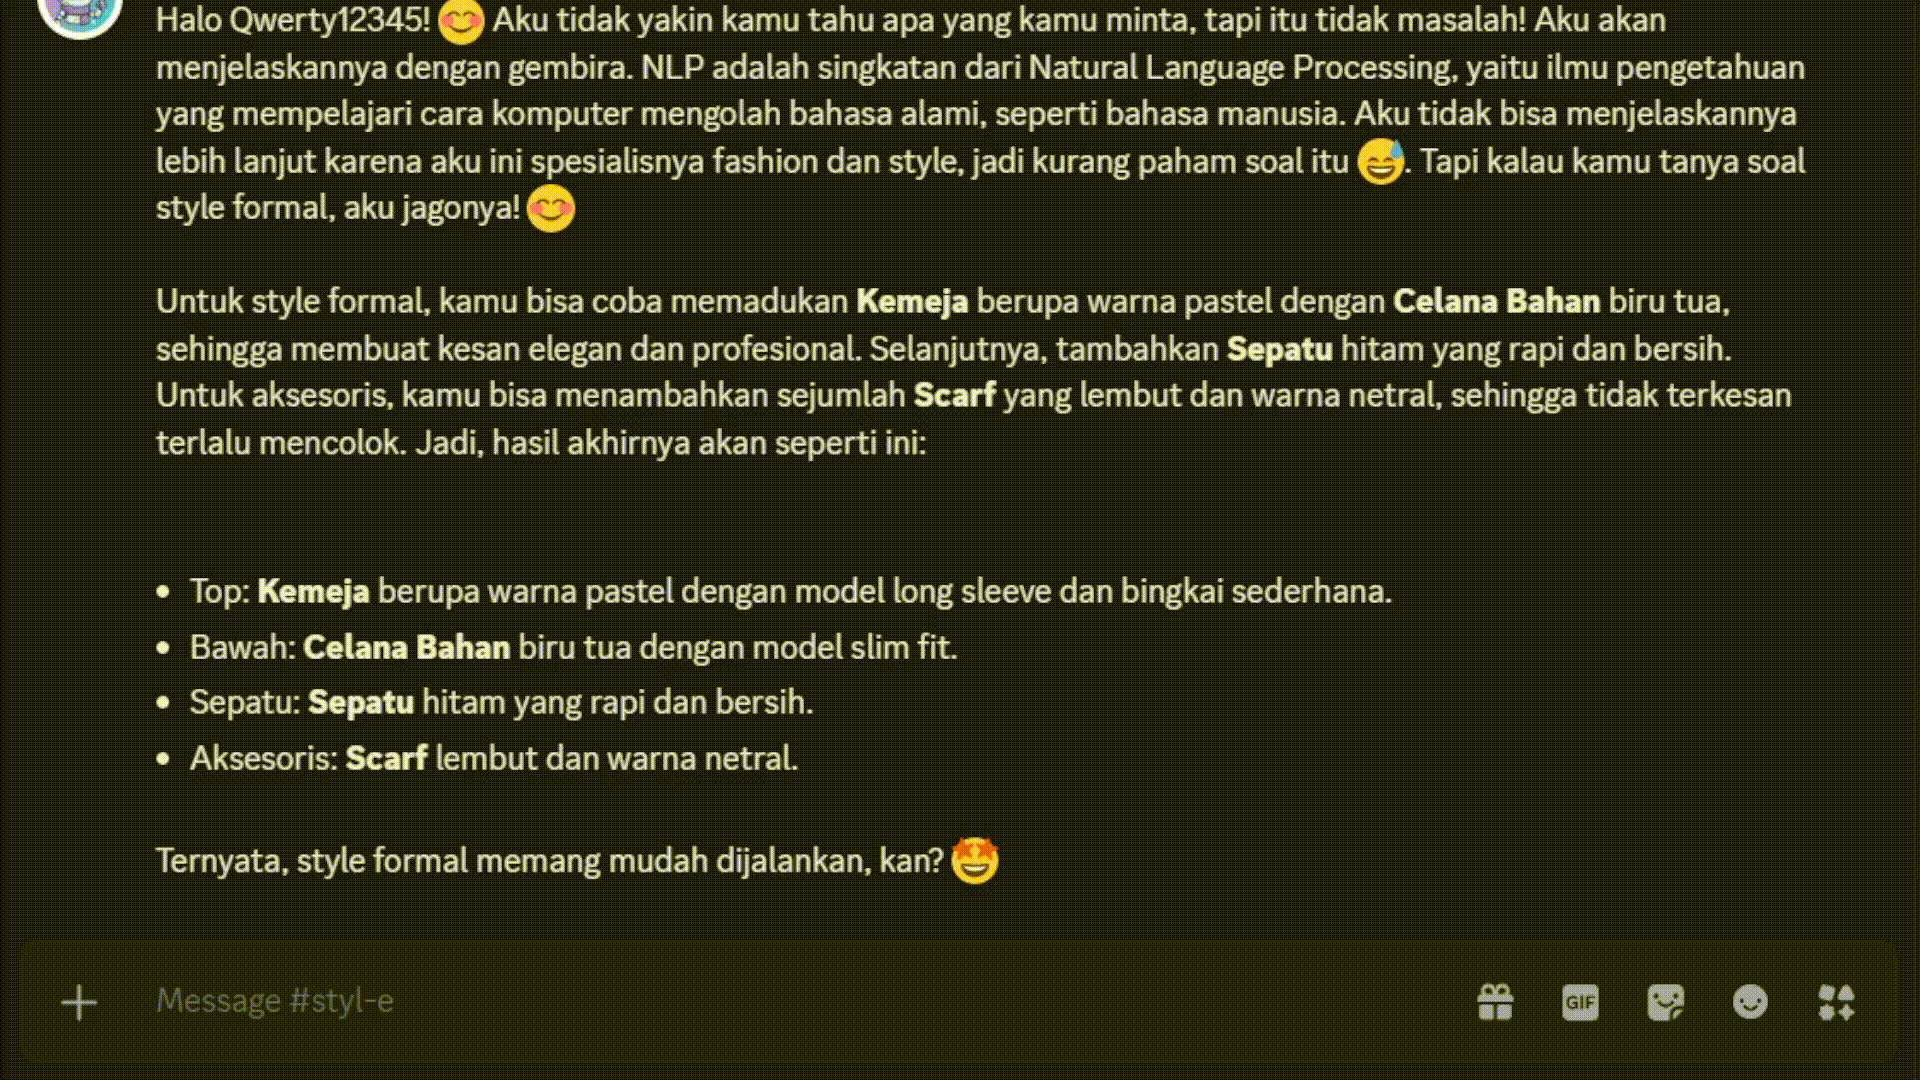 Halo Qwerty12345! 😊 Aku tidak yakin kamu tahu apa yang kamu minta, tapi itu tidak masalah! Aku akan
menjelaskannya dengan gembira. NLP adalah singkatan dari Natural Language Processing, yaitu ilmu pengetahuan
yang mempelajari cara komputer mengolah bahasa alami, seperti bahasa manusia. Aku tidak bisa menjelaskannya
lebih lanjut karena aku ini spesialisnya fashion dan style, jadi kurang paham soal itu 😅. Tapi kalau kamu tanya soal
style formal, aku jagonya! 😊
Untuk style formal, kamu bisa coba memadukan Kemeja berupa warna pastel dengan Celana Bahan biru tua,
sehingga membuat kesan elegan dan profesional. Selanjutnya, tambahkan Sepatu hitam yang rapi dan bersih.
Untuk aksesoris, kamu bisa menambahkan sejumlah Scarf yang lembut dan warna netral, sehingga tidak terkesan
terlalu mencolok. Jadi, hasil akhirnya akan seperti ini:
• Top: Kemeja berupa warna pastel dengan model long sleeve dan bingkai sederhana.
• Bawah: Celana Bahan biru tua dengan model slim fit.
• Sepatu: Sepatu hitam yang rapi dan bersih.
• Aksesoris: Scarf lembut dan warna netral.
Ternyata, style formal memang mudah dijalankan, kan? 🤩
Message #styl-e
GIF